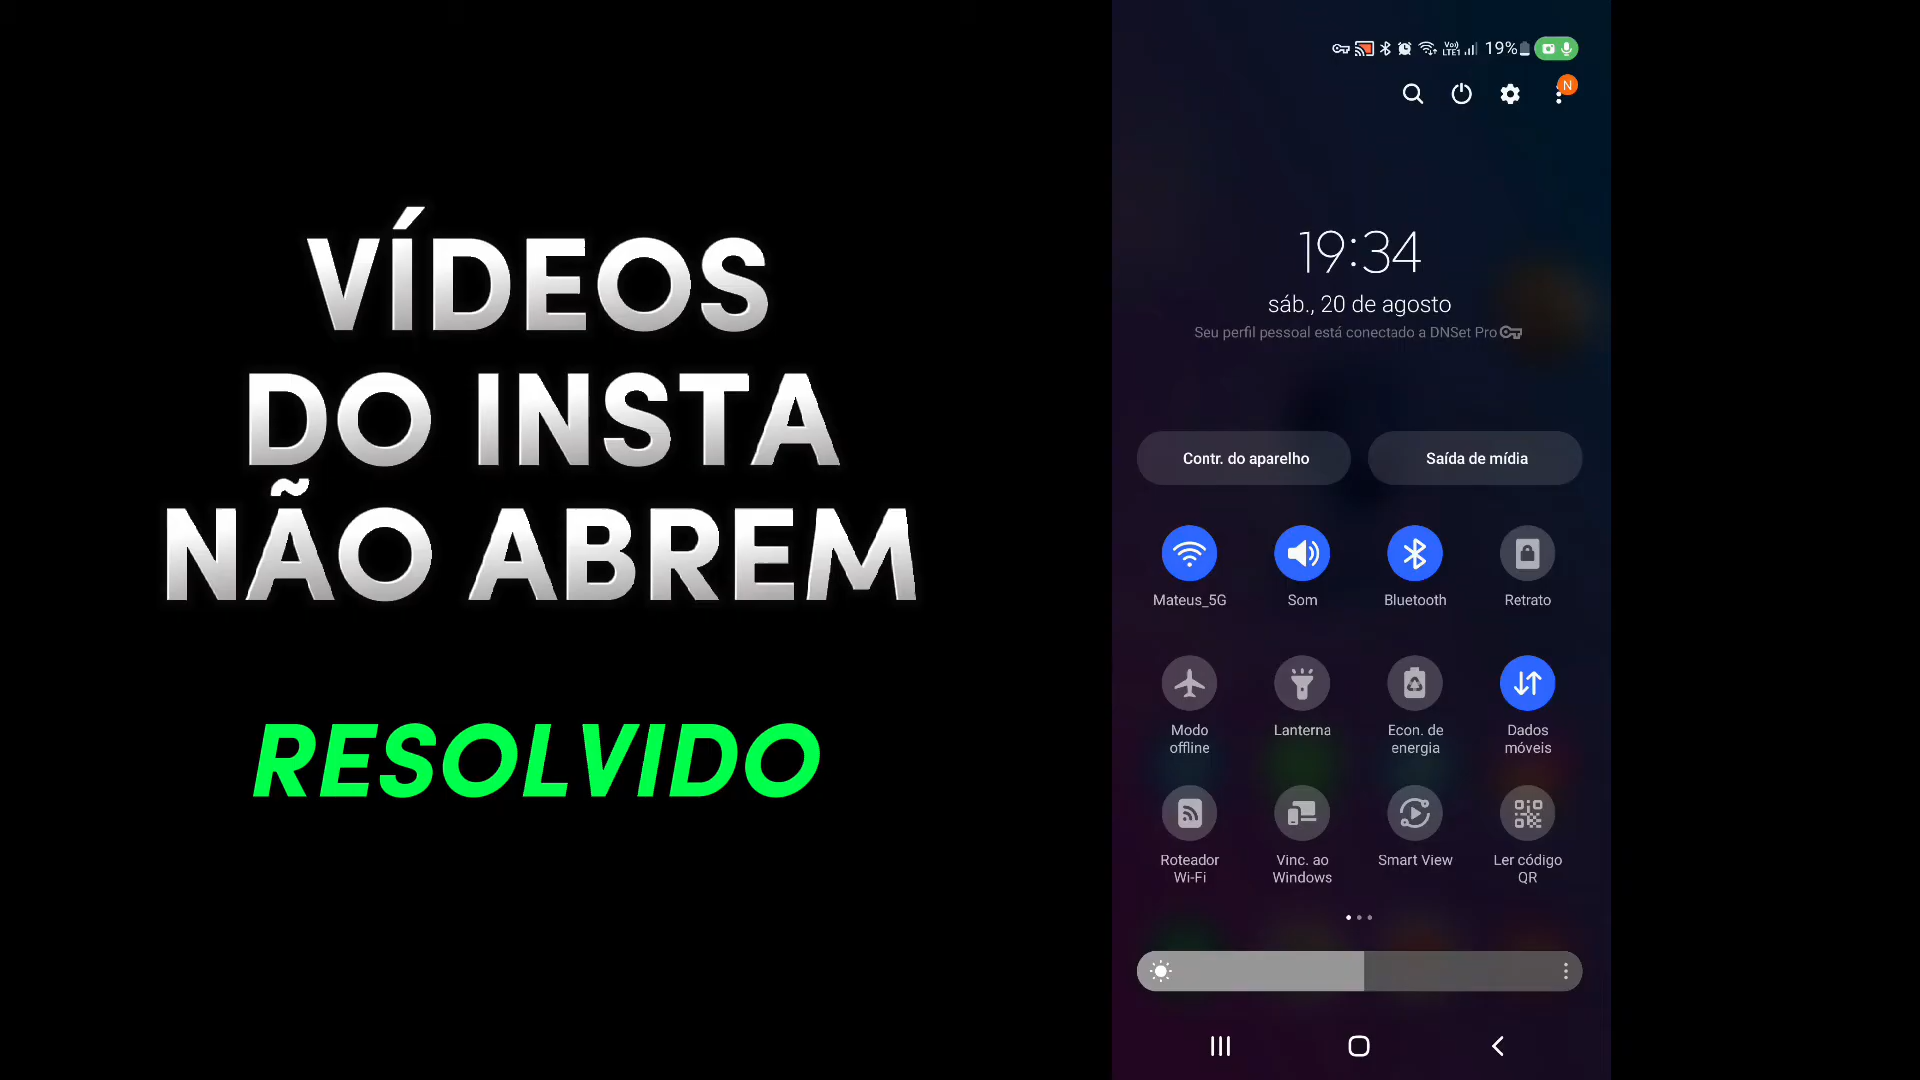 VÍDEOS
DO INSTA
NÃO ABREM
RESOLVIDO
Vo))
LTE1
19%
N
19:34
sáb., 20 de agosto
Seu perfil pessoal está conectado a DNSet Pro
Contr. do aparelho
Saída de mídia
Mateus_5G
Som
Bluetooth
Retrato
Modo
offline
Lanterna
Econ. de
energia
Dados
móveis
Roteador
Wi-Fi
Vinc. ao
Windows
Smart View
Ler código
QR